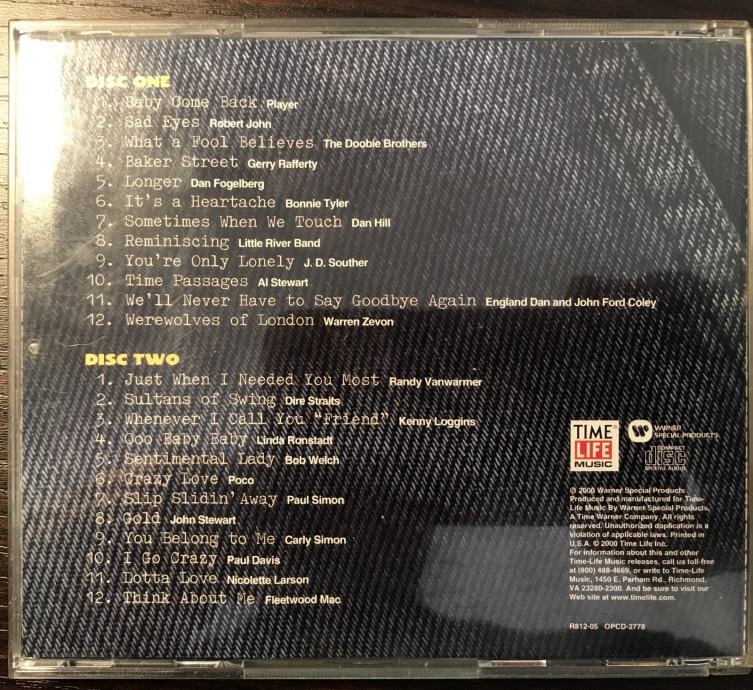 DISC ONE
1. Baby Come Back Player
2. Sad Eyes Robert John
3. What a Fool Believes The Doobie Brothers
4. Baker Street Gerry Rafferty
5. Longer Dan Fogelberg
6. It's a Heartache Bonnie Tyler
7. Sometimes When We Touch Dan Hill
8. Reminiscing Little River Band
9. You're Only Lonely J. D. Souther
10. Time Passages Al Stewart
11. We'll Never Have to Say Goodbye Again England Dan and John Ford Coley
12. Werewolves of London Warren Zevon
DISC TWO
1. Just When I Needed You Most Randy Vanwarmer
2. Sultans of Swing Dire Straits
3. Whenever I Call You "Friend" Kenny Loggins
4. Ooo Baby Baby Linda Ronstadt
5. Sentimental Lady Bob Welch
6. Crazy Love Poco
7. Slip Slidin' Away Paul Simon
8. Gold John Stewart
9. You Belong to Me Carly Simon
10. I Go Crazy Paul Davis
11. Lotta Love Nicolette Larson
12. Think About Me Fleetwood Mac
TIME
LIFE
MUSIC
WARNER
SPECIAL PRODUCTS
COMPACT
disc
DIGITAL AUDIO
℗ 2000 Warner Special Products
Produced and manufactured for Time-
Life Music By Warner Special Products,
A Time Warner Company. All rights
reserved. Unauthorized duplication is a
violation of applicable laws. Printed in
U.S.A. © 2000 Time Life Inc.
For information about this and other
Time-Life Music releases, call us toll-free
at (800) 488-4669, or write to Time-Life
Music, 1450 E. Parham Rd., Richmond,
VA 23280-2300. And be sure to visit our
Web site at www.timelife.com.
R812-05 OPCD-2778